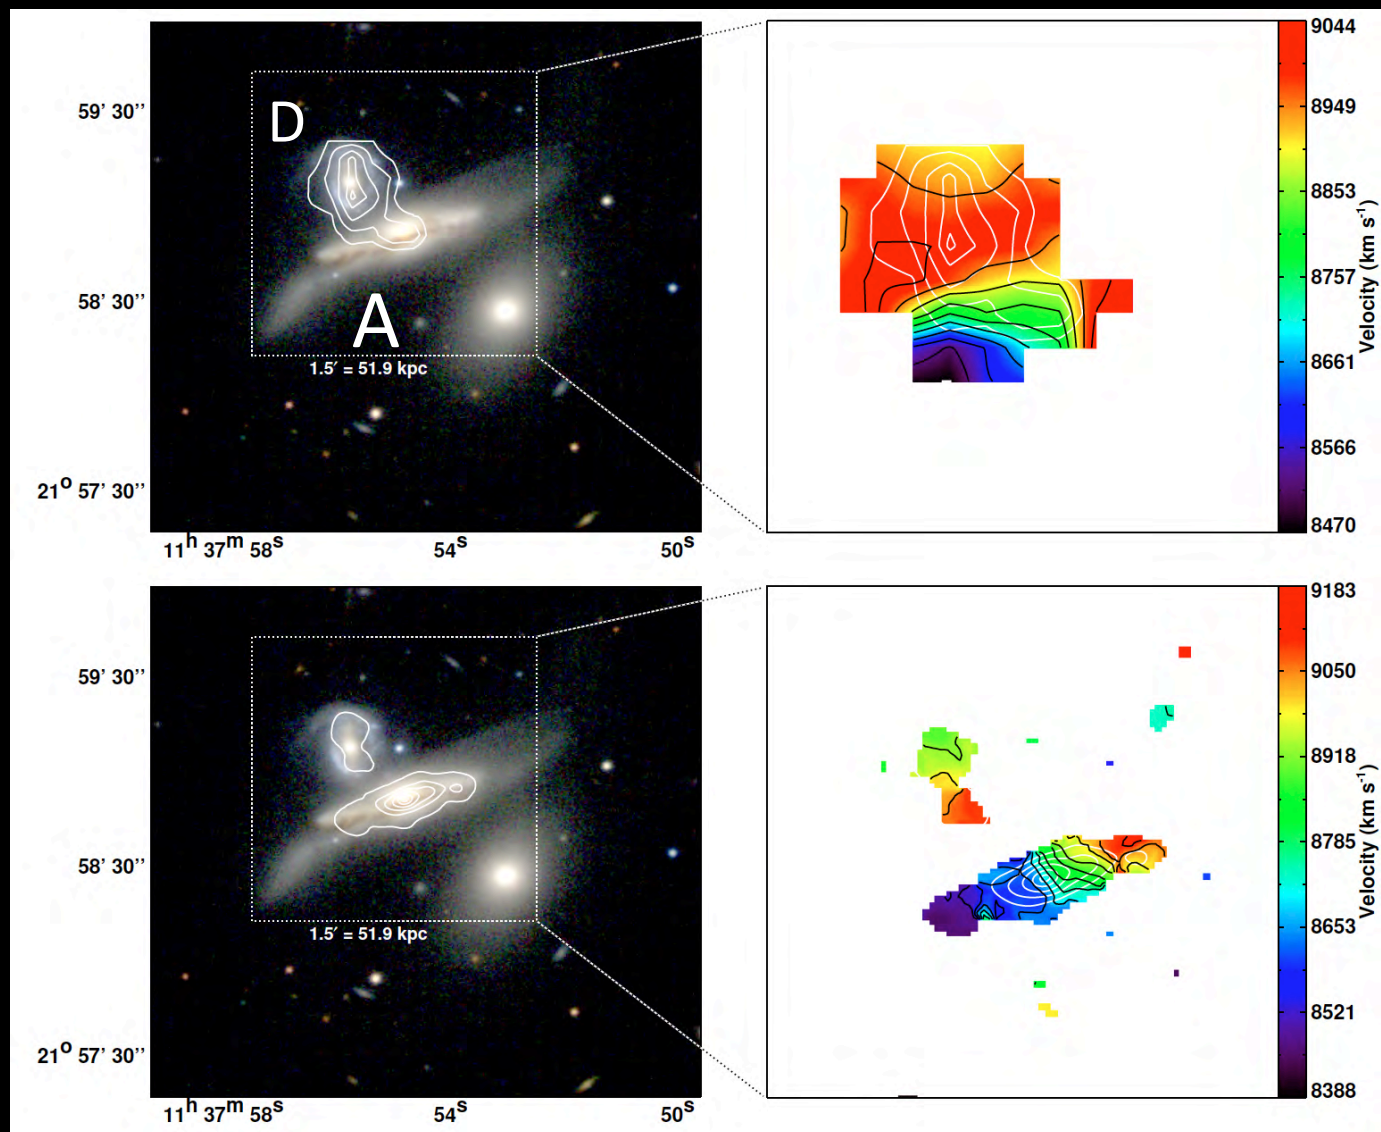 D
A
59' 30''
58' 30''
21° 57' 30''
1.5′ = 51.9 kpc
11h 37m 58s
54s
50s
9044
8949
8853
8757
8661
8566
8470
Velocity (km s-1)
59' 30''
58' 30''
21° 57' 30''
1.5′ = 51.9 kpc
11h 37m 58s
54s
50s
9183
9050
8918
8785
8653
8521
8388
Velocity (km s-1)